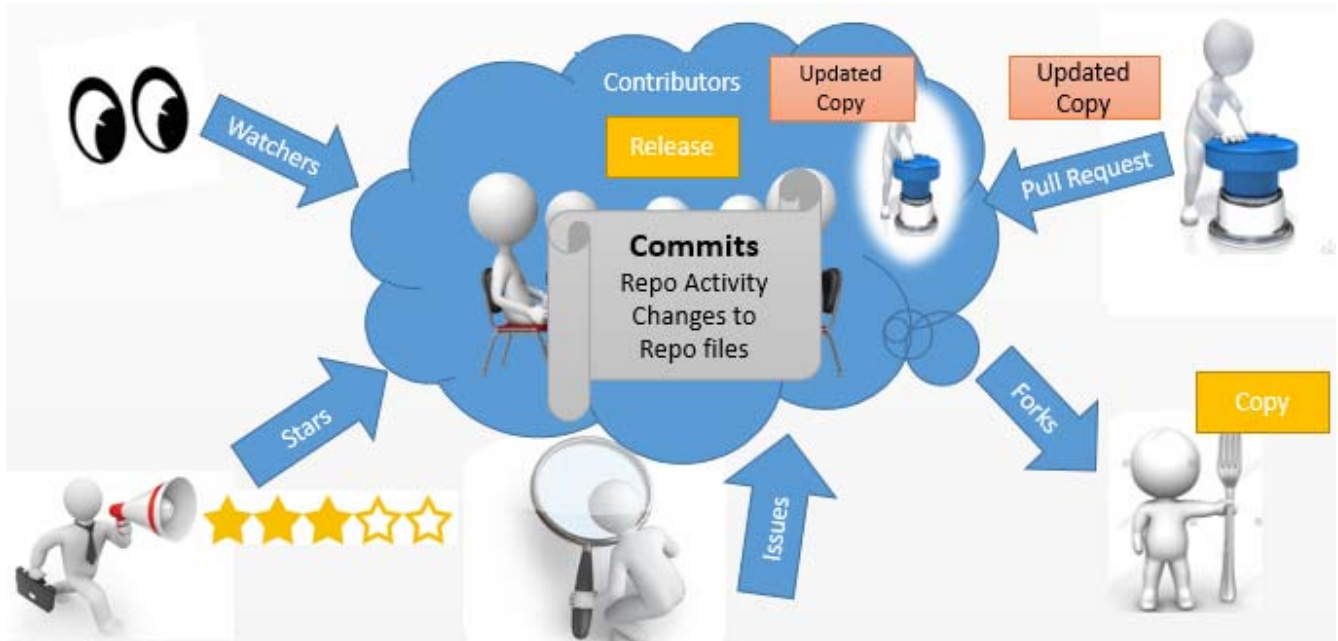 Contributors
Updated
Copy
Updated
Copy
Watchers
Release
Pull Request
Commits
Repo Activity
Changes to
Repo files
Stars
Forks
Copy
Issues